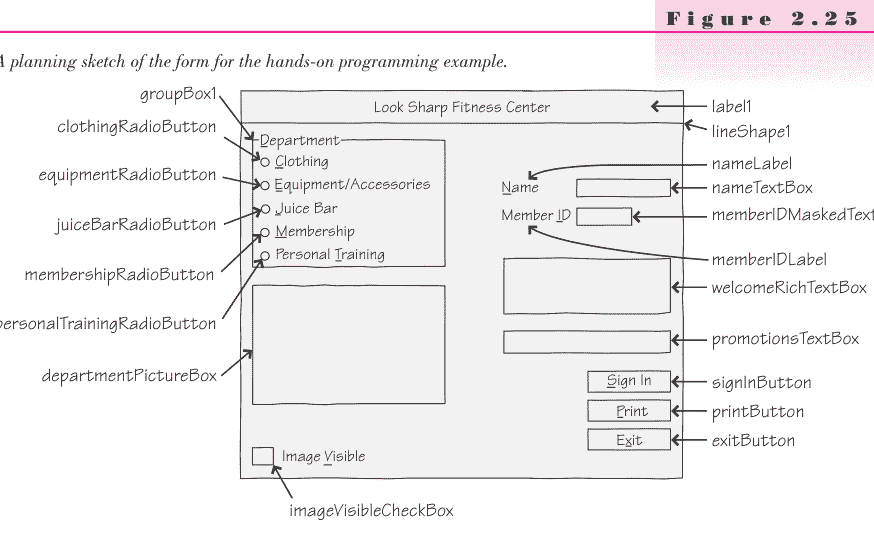 Figure 2.25
A planning sketch of the form for the hands-on programming example.
groupBox1
clothingRadioButton
equipmentRadioButton
juiceBarRadioButton
membershipRadioButton
personalTrainingRadioButton
departmentPictureBox
Look Sharp Fitness Center
Department
Clothing
Equipment/Accessories
Juice Bar
Membership
Personal Training
Image Visible
imageVisibleCheckBox
Name
Member ID
Sign In
Print
Exit
label1
lineShape1
nameLabel
nameTextBox
memberIDMaskedText
memberIDLabel
welcomeRichTextBox
promotionsTextBox
signInButton
printButton
exitButton